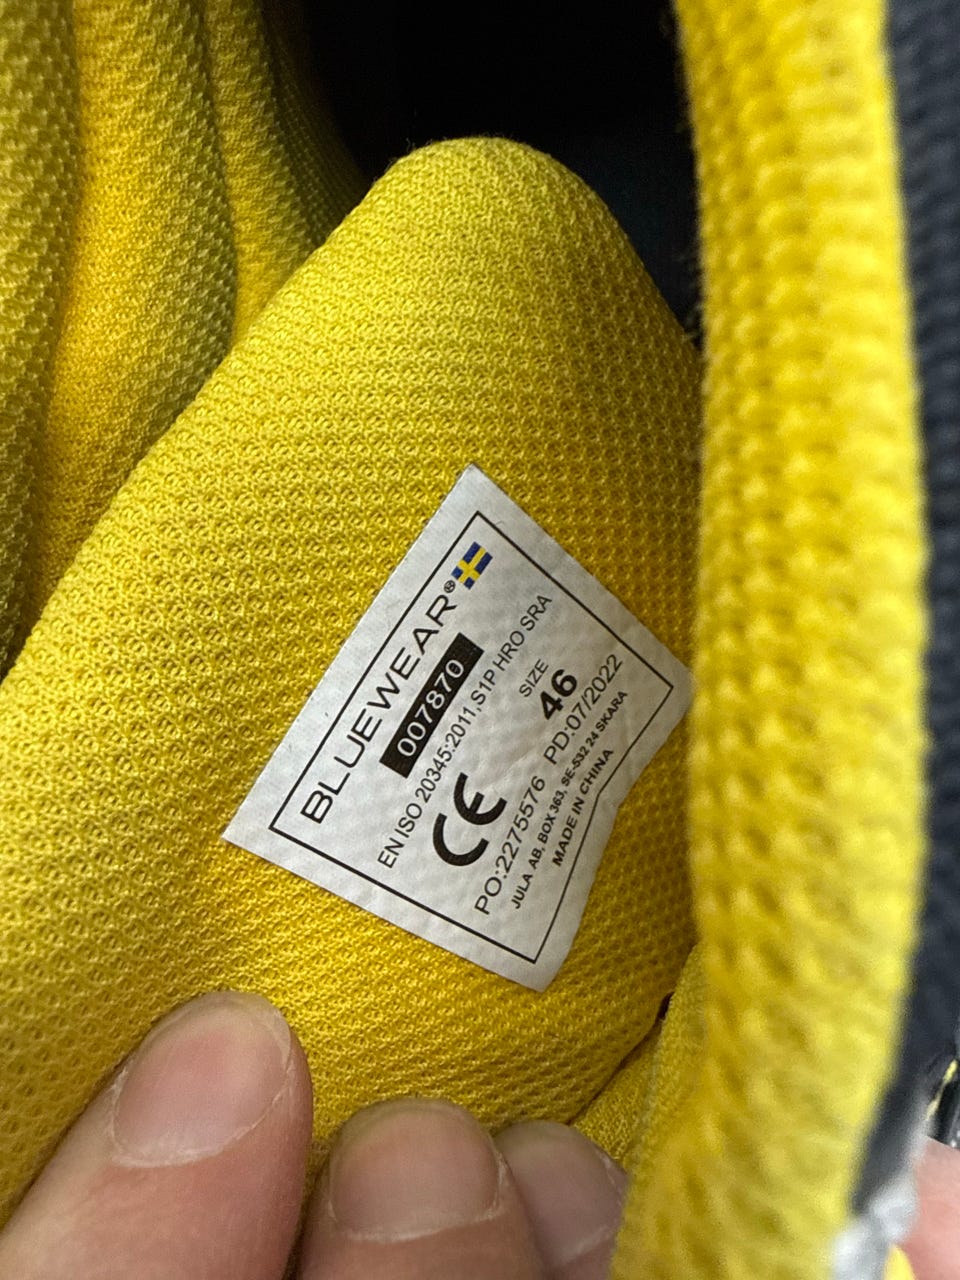 BLUEWEAR®
007870
EN ISO 20345:2011,S1P HRO SRA
CE
SIZE
46
PO:2275576 PD:07/2022
JULA AB, BOX 363, SE-532 24 SKARA
MADE IN CHINA